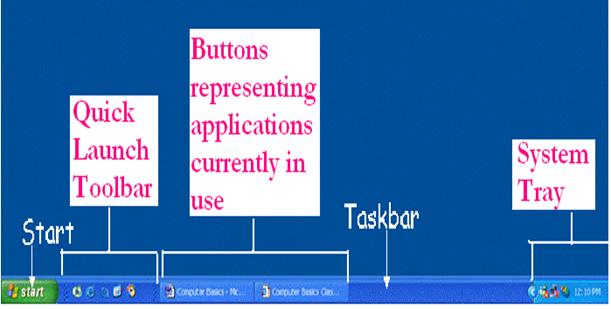 Buttons
representing
applications
currently in
use
Quick
Launch
Toolbar
System
Tray
Taskbar
Start
start
Computer Basics - Mic...
Computer Basics Clas...
12:10 PM